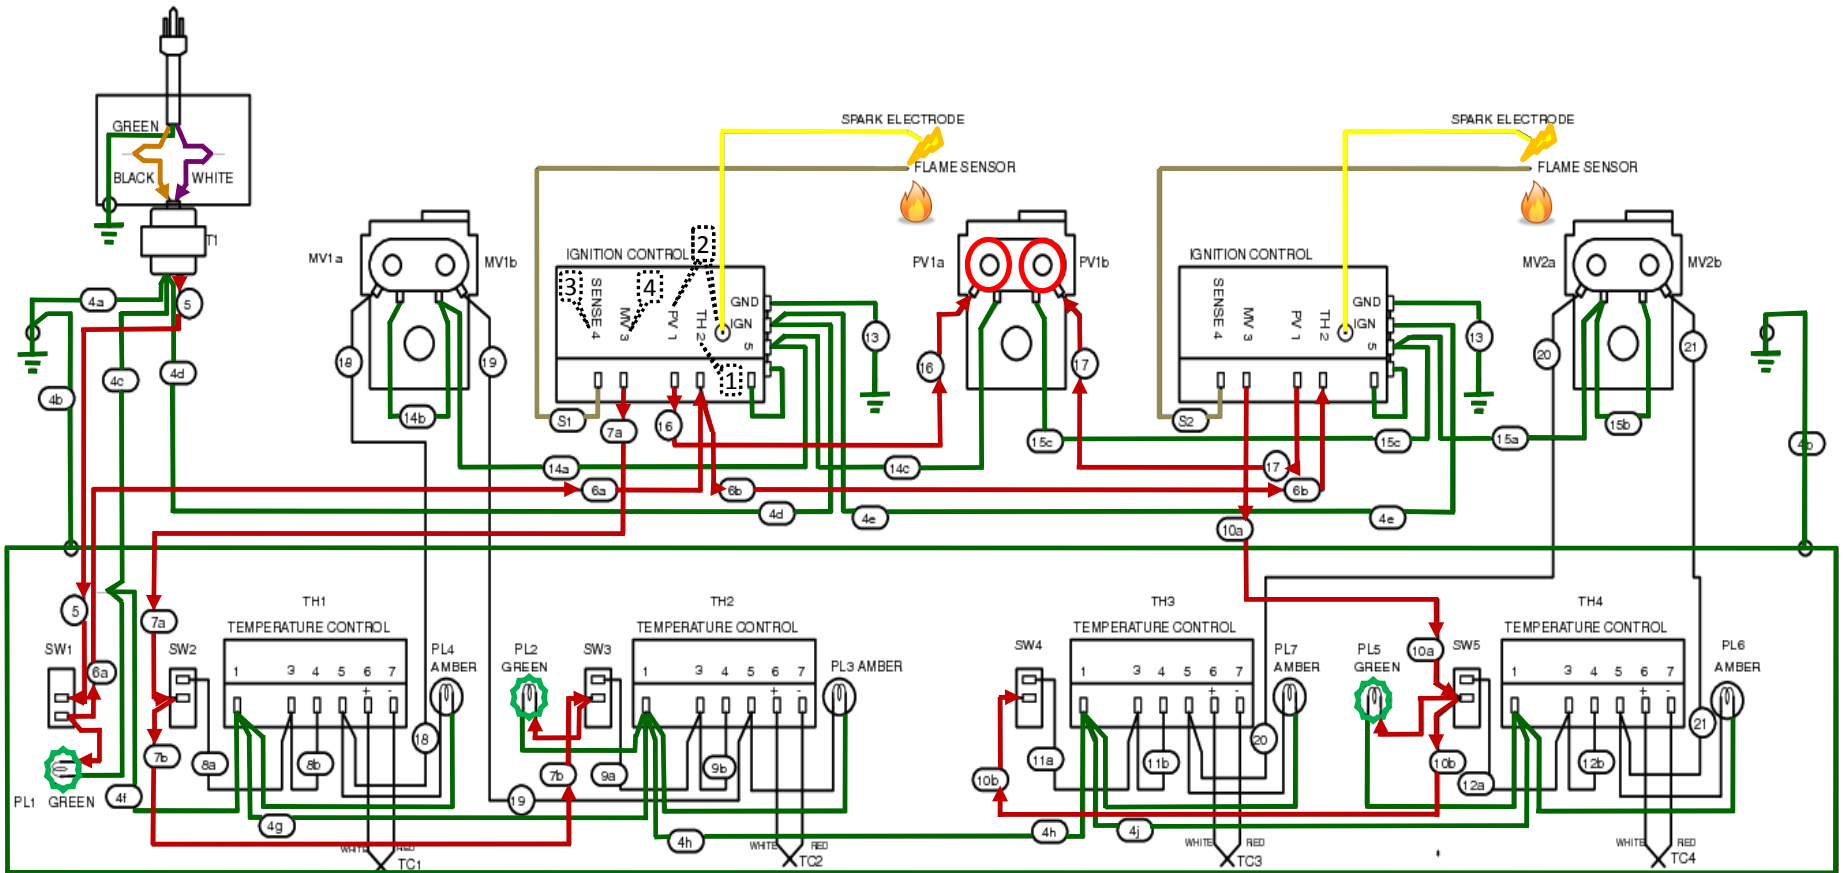 GREEN
BLACK
WHITE
T1
4a
5
4b
4c
4d
MV1a
MV1b
18
19
14b
14a
IGNITION CONTROL
SENSE 4
MV 3
PV 1
TH 2
GND
IGN
5
1
2
3
4
SPARK ELECTRODE
FLAME SENSOR
S1
7a
16
13
6a
6b
4d
4e
14c
PV1a
PV1b
16
17
15c
IGNITION CONTROL
SENSE 4
MV 3
PV 1
TH 2
GND
IGN
5
SPARK ELECTRODE
FLAME SENSOR
S2
13
17
6b
15c
15a
4e
10a
MV2a
MV2b
20
21
15b
4b
5
SW1
6a
PL1 GREEN
4f
7a
SW2
7b
8a
TH1
TEMPERATURE CONTROL
1 3 4 5 6 7
+ -
8b
4g
18
PL4
AMBER
WHITE
RED
TC1
19
PL2
GREEN
SW3
7b
9a
TH2
TEMPERATURE CONTROL
1 3 4 5 6 7
+ -
9b
4h
PL3 AMBER
WHITE
RED
TC2
SW4
10b
11a
TH3
TEMPERATURE CONTROL
1 3 4 5 6 7
+ -
11b
4h
4j
20
PL7
AMBER
WHITE
RED
TC3
PL5
GREEN
10a
SW5
10b
12a
TH4
TEMPERATURE CONTROL
1 3 4 5 6 7
+ -
12b
21
PL6
AMBER
WHITE
RED
TC4